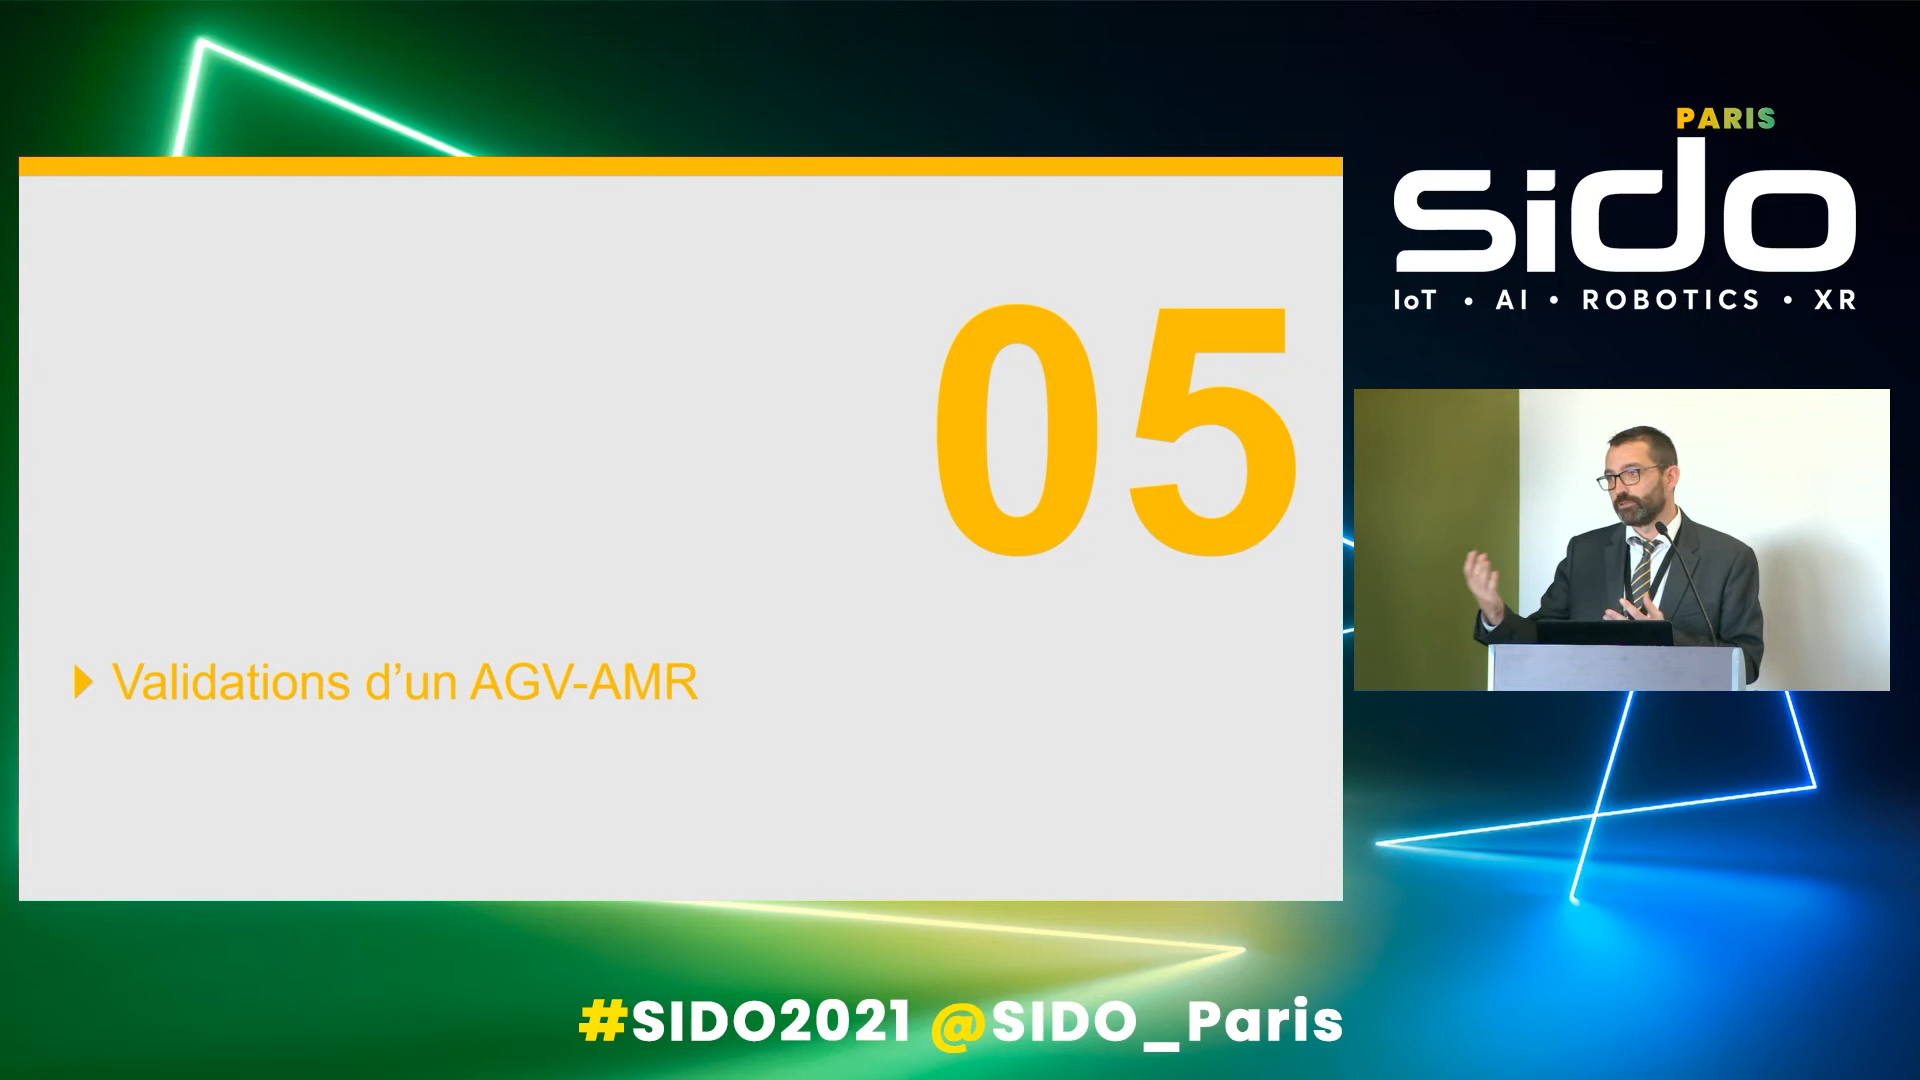 05
Validations d’un AGV-AMR
PARIS
sido
IoT • AI • ROBOTICS • XR
#SIDO2021 @SIDO_Paris